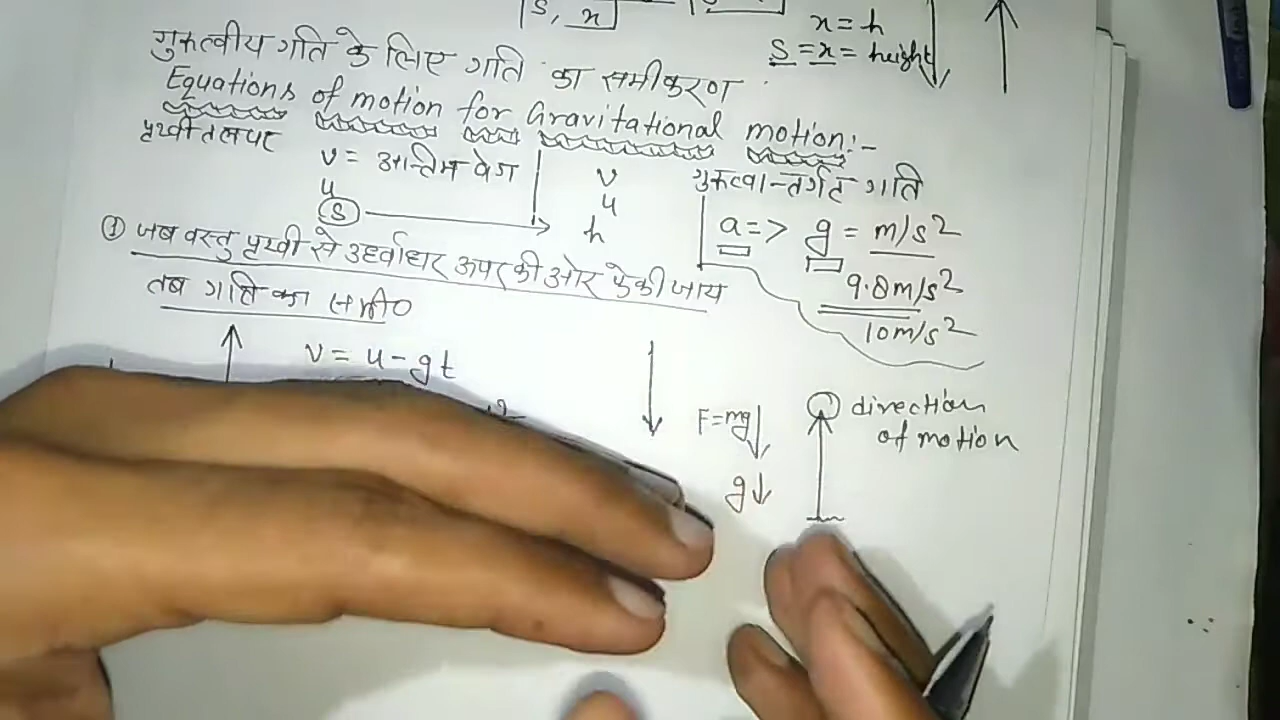 s, x
x = h
S = x = height
गुरुत्वीय गति के लिए गति का समीकरण
Equations of motion for Gravitational motion:-
पृथ्वी तल पर
v = अन्तिम वेग
u
S
v
u
h
गुरुत्वान्तर्गत गति
a => g = m/s²
9.8 m/s²
10 m/s²
① जब वस्तु पृथ्वी से उर्ध्वाधर ऊपर की ओर फेकी जाय
तब गति का समी०
v = u - gt
F = mg
g
direction
of motion